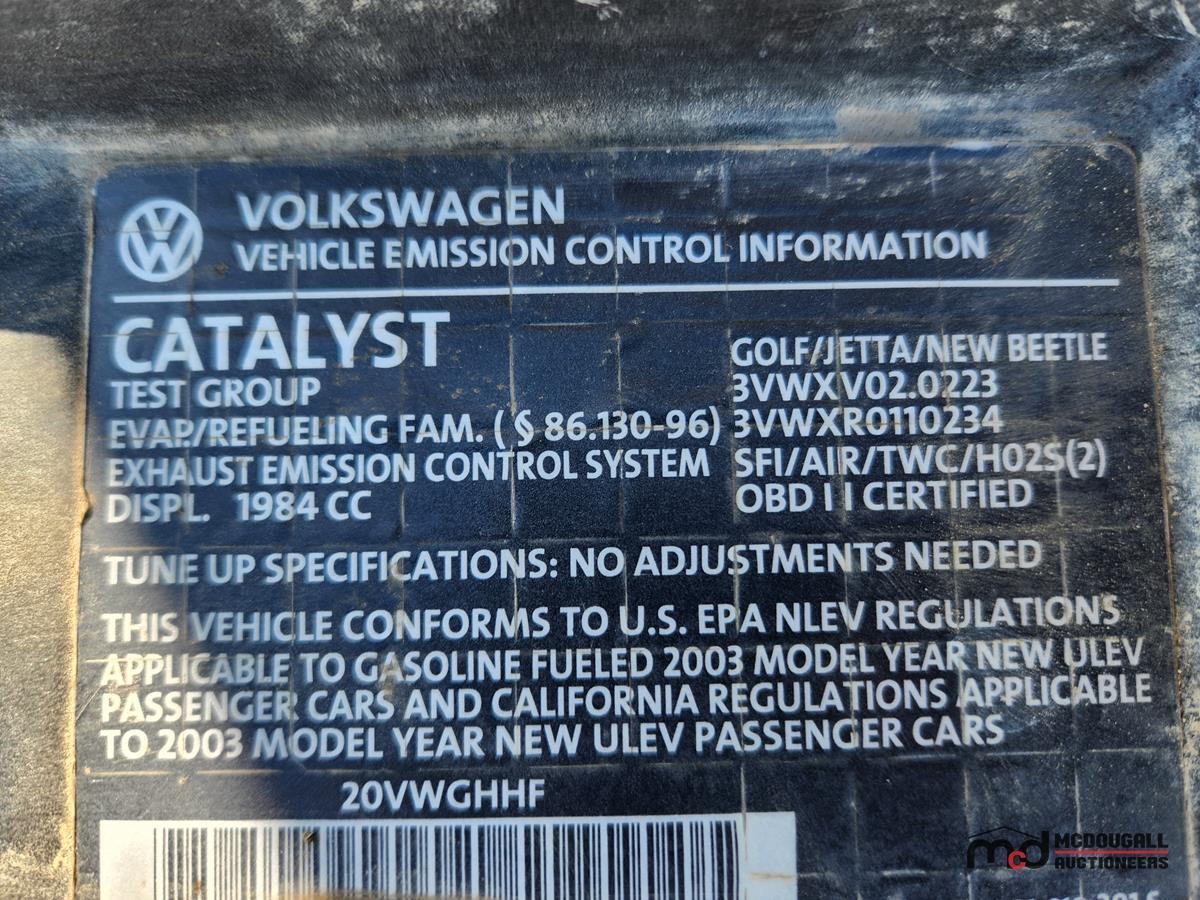 VOLKSWAGEN
VEHICLE EMISSION CONTROL INFORMATION
CATALYST
GOLF/JETTA/NEW BEETLE
TEST GROUP 3VWXV02.0223
EVAP./REFUELING FAM. (§ 86.130-96) 3VWXR0110234
EXHAUST EMISSION CONTROL SYSTEM SFI/AIR/TWC/H02S(2)
DISPL. 1984 CC OBD II CERTIFIED
TUNE UP SPECIFICATIONS: NO ADJUSTMENTS NEEDED
THIS VEHICLE CONFORMS TO U.S. EPA NLEV REGULATIONS
APPLICABLE TO GASOLINE FUELED 2003 MODEL YEAR NEW ULEV
PASSENGER CARS AND CALIFORNIA REGULATIONS APPLICABLE
TO 2003 MODEL YEAR NEW ULEV PASSENGER CARS
20VWGHHF
mcd MCDOUGALL
AUCTIONEERS